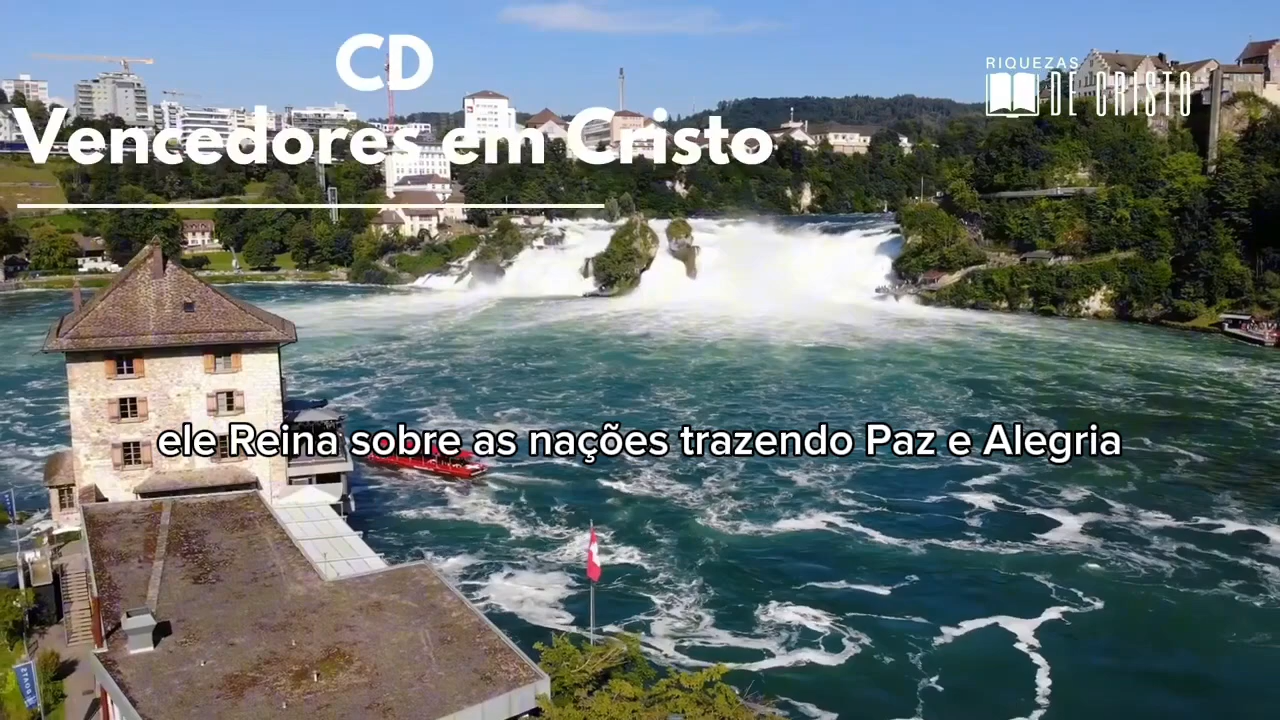 CD
Vencedores em Cristo
RIQUEZAS
DE CRISTO
ele Reina sobre as nações trazendo Paz e Alegria